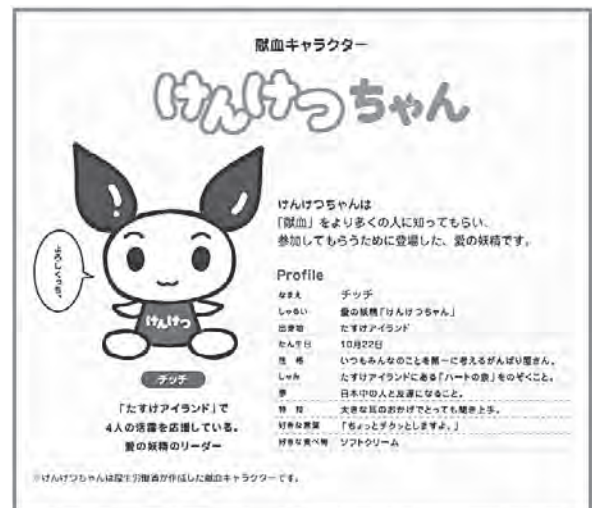 献血キャラクター
けんけつちゃん
よろしくっち。
けんけつ
チッチ
「たすけアイランド」で
4人の活躍を応援している。
愛の妖精のリーダー
けんけつちゃんは
「献血」をより多くの人に知ってもらい、
参加してもらうために登場した、愛の妖精です。
Profile
なまえ チッチ
しゅるい 愛の妖精「けんけつちゃん」
出身地 たすけアイランド
たん生日 10月22日
性格 いつもみんなのことを第一に考えるがんばり屋さん。
しゅみ たすけアイランドにある「ハートの泉」をのぞくこと。
夢 日本中の人と友達になること。
特技 大きな耳のおかげでとっても聞き上手。
好きな言葉 「ちょっとチクッとしますよ。」
好きな食べ物 ソフトクリーム
※けんけつちゃんは厚生労働省が作成した献血キャラクターです。